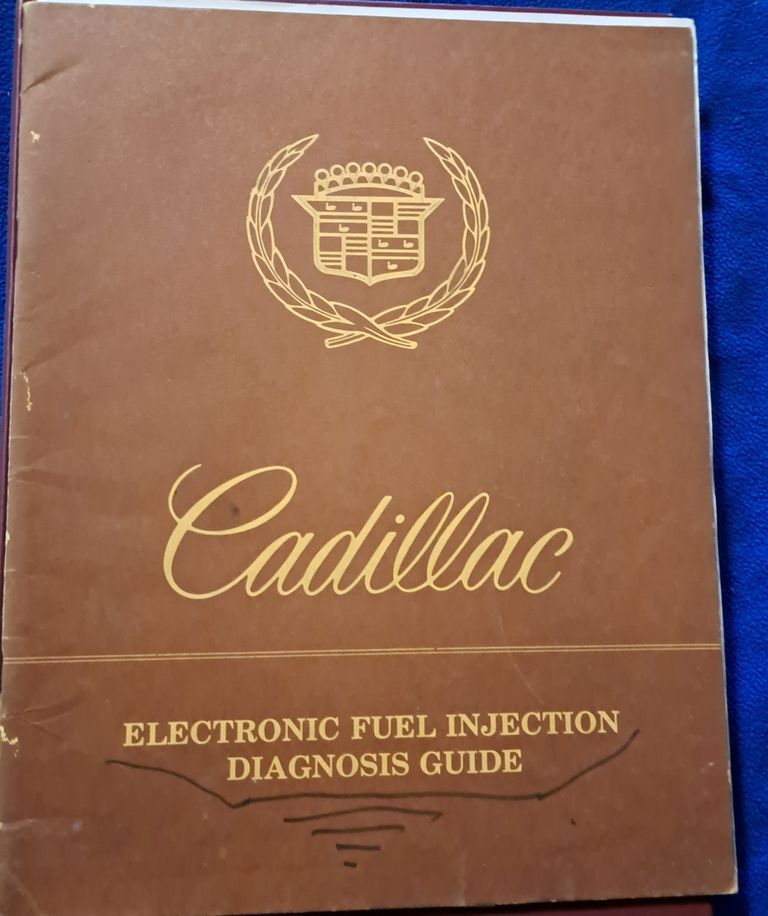 Cadillac
ELECTRONIC FUEL INJECTION
DIAGNOSIS GUIDE